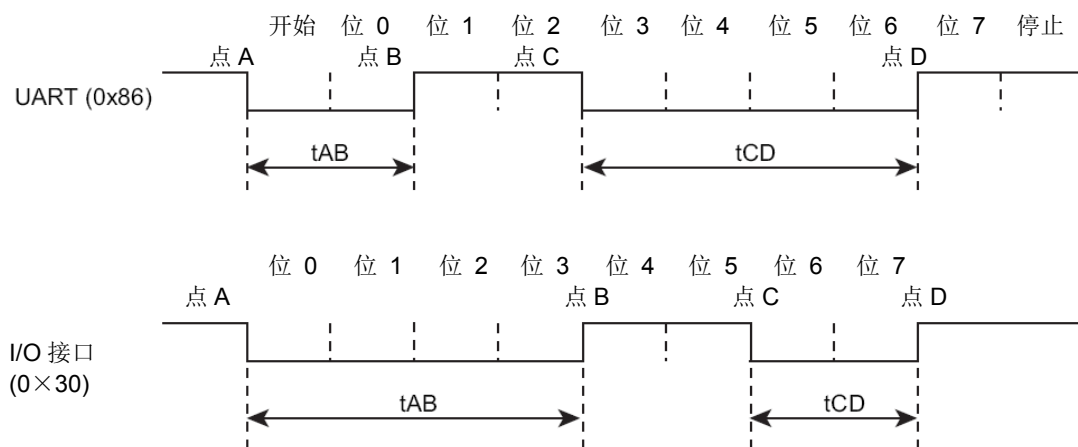 开始 位 0 位 1 位 2 位 3 位 4 位 5 位 6 位 7 停止
点 A 点 B 点 C 点 D
UART (0x86)
tAB tCD
位 0 位 1 位 2 位 3 位 4 位 5 位 6 位 7
点 A 点 B 点 C 点 D
I/O 接口
(0×30)
tAB tCD